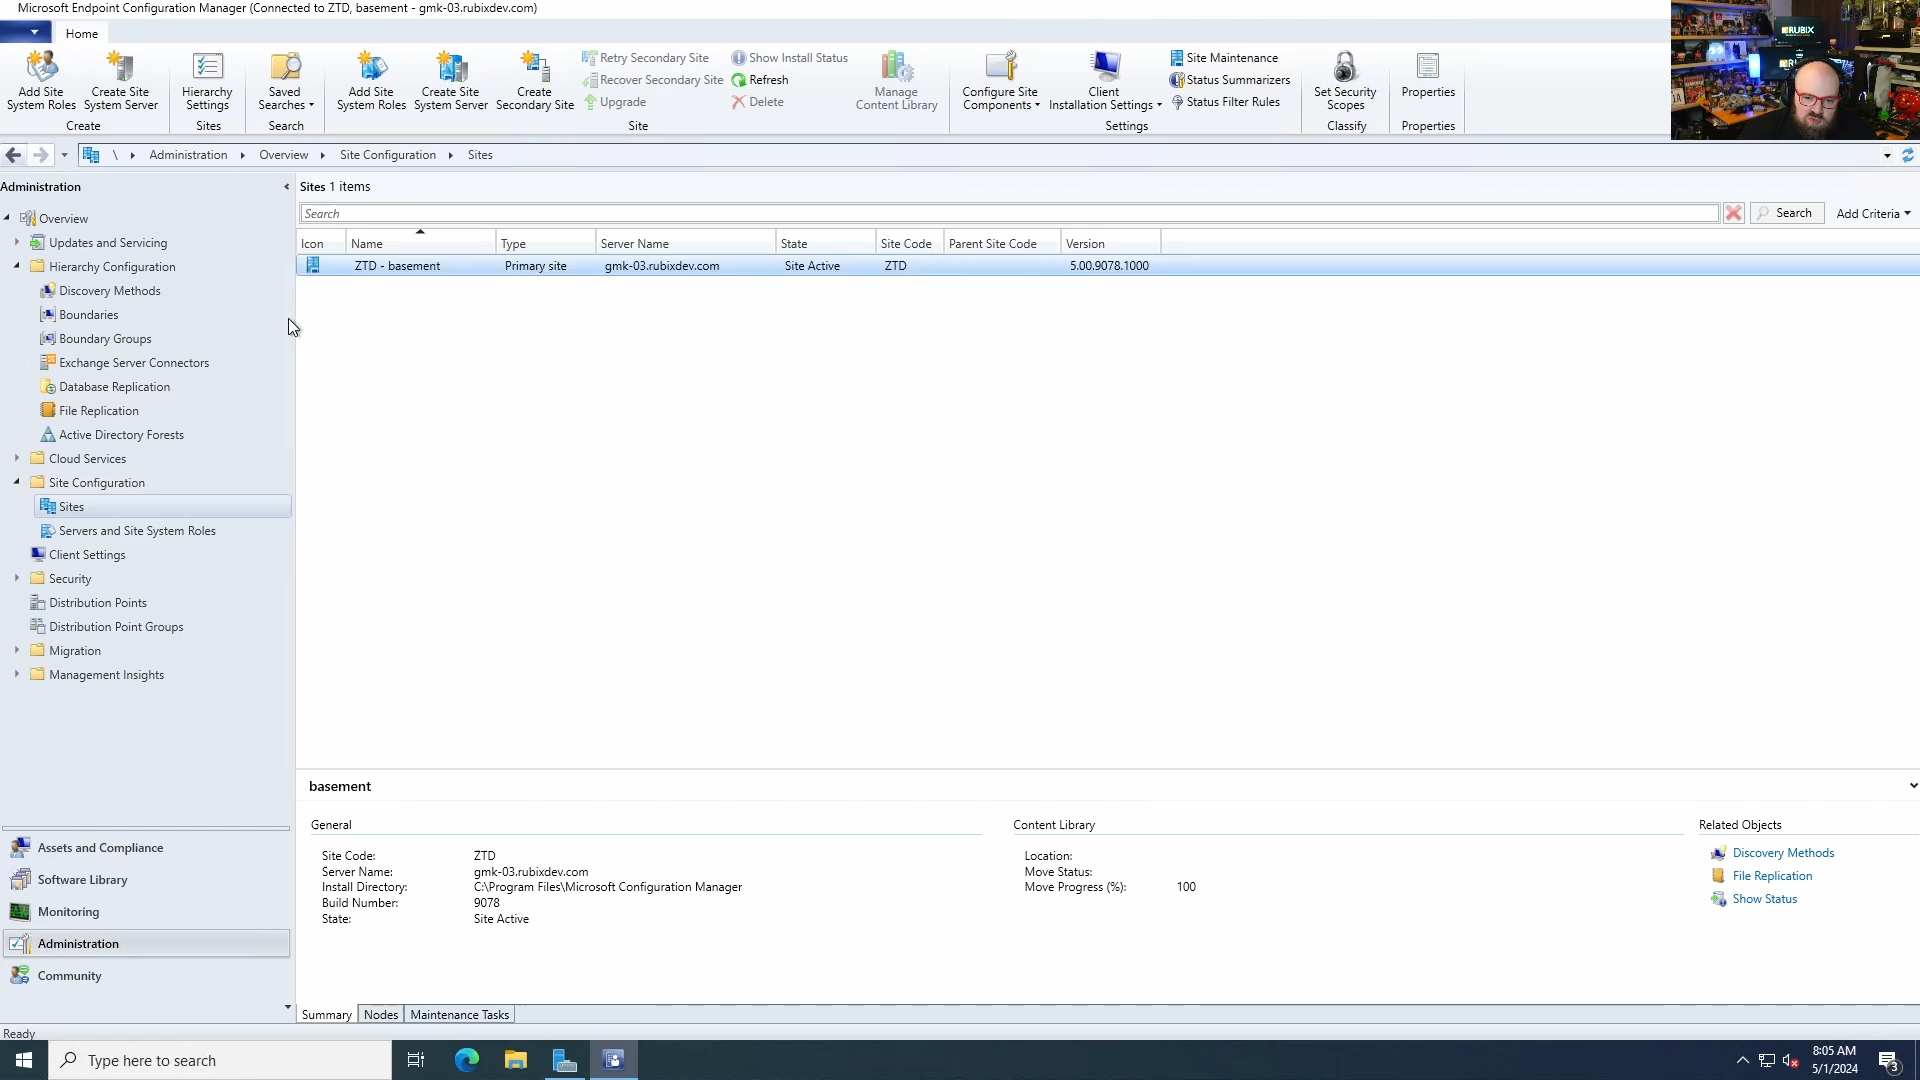 Microsoft Endpoint Configuration Manager (Connected to ZTD, basement - gmk-03.rubixdev.com)
Home
Add Site System Roles
Create Site System Server
Create
Hierarchy Settings
Sites
Saved Searches
Search
Add Site System Roles
Create Site System Server
Create Secondary Site
Retry Secondary Site
Recover Secondary Site
Upgrade
Show Install Status
Refresh
Delete
Manage Content Library
Site
Configure Site Components
Client Installation Settings
Site Maintenance
Status Summarizers
Status Filter Rules
Settings
Set Security Scopes
Classify
Properties
Properties
RUBIX
\ Administration Overview Site Configuration Sites
Administration
Overview
Updates and Servicing
Hierarchy Configuration
Discovery Methods
Boundaries
Boundary Groups
Exchange Server Connectors
Database Replication
File Replication
Active Directory Forests
Cloud Services
Site Configuration
Sites
Servers and Site System Roles
Client Settings
Security
Distribution Points
Distribution Point Groups
Migration
Management Insights
Assets and Compliance
Software Library
Monitoring
Administration
Community
Sites 1 items
Search
Search
Add Criteria
Icon Name Type Server Name State Site Code Parent Site Code Version
ZTD - basement Primary site gmk-03.rubixdev.com Site Active ZTD 5.00.9078.1000
basement
General
Site Code: ZTD
Server Name: gmk-03.rubixdev.com
Install Directory: C:\Program Files\Microsoft Configuration Manager
Build Number: 9078
State: Site Active
Content Library
Location:
Move Status:
Move Progress (%): 100
Related Objects
Discovery Methods
File Replication
Show Status
Summary Nodes Maintenance Tasks
Ready
Type here to search
8:05 AM
5/1/2024
3